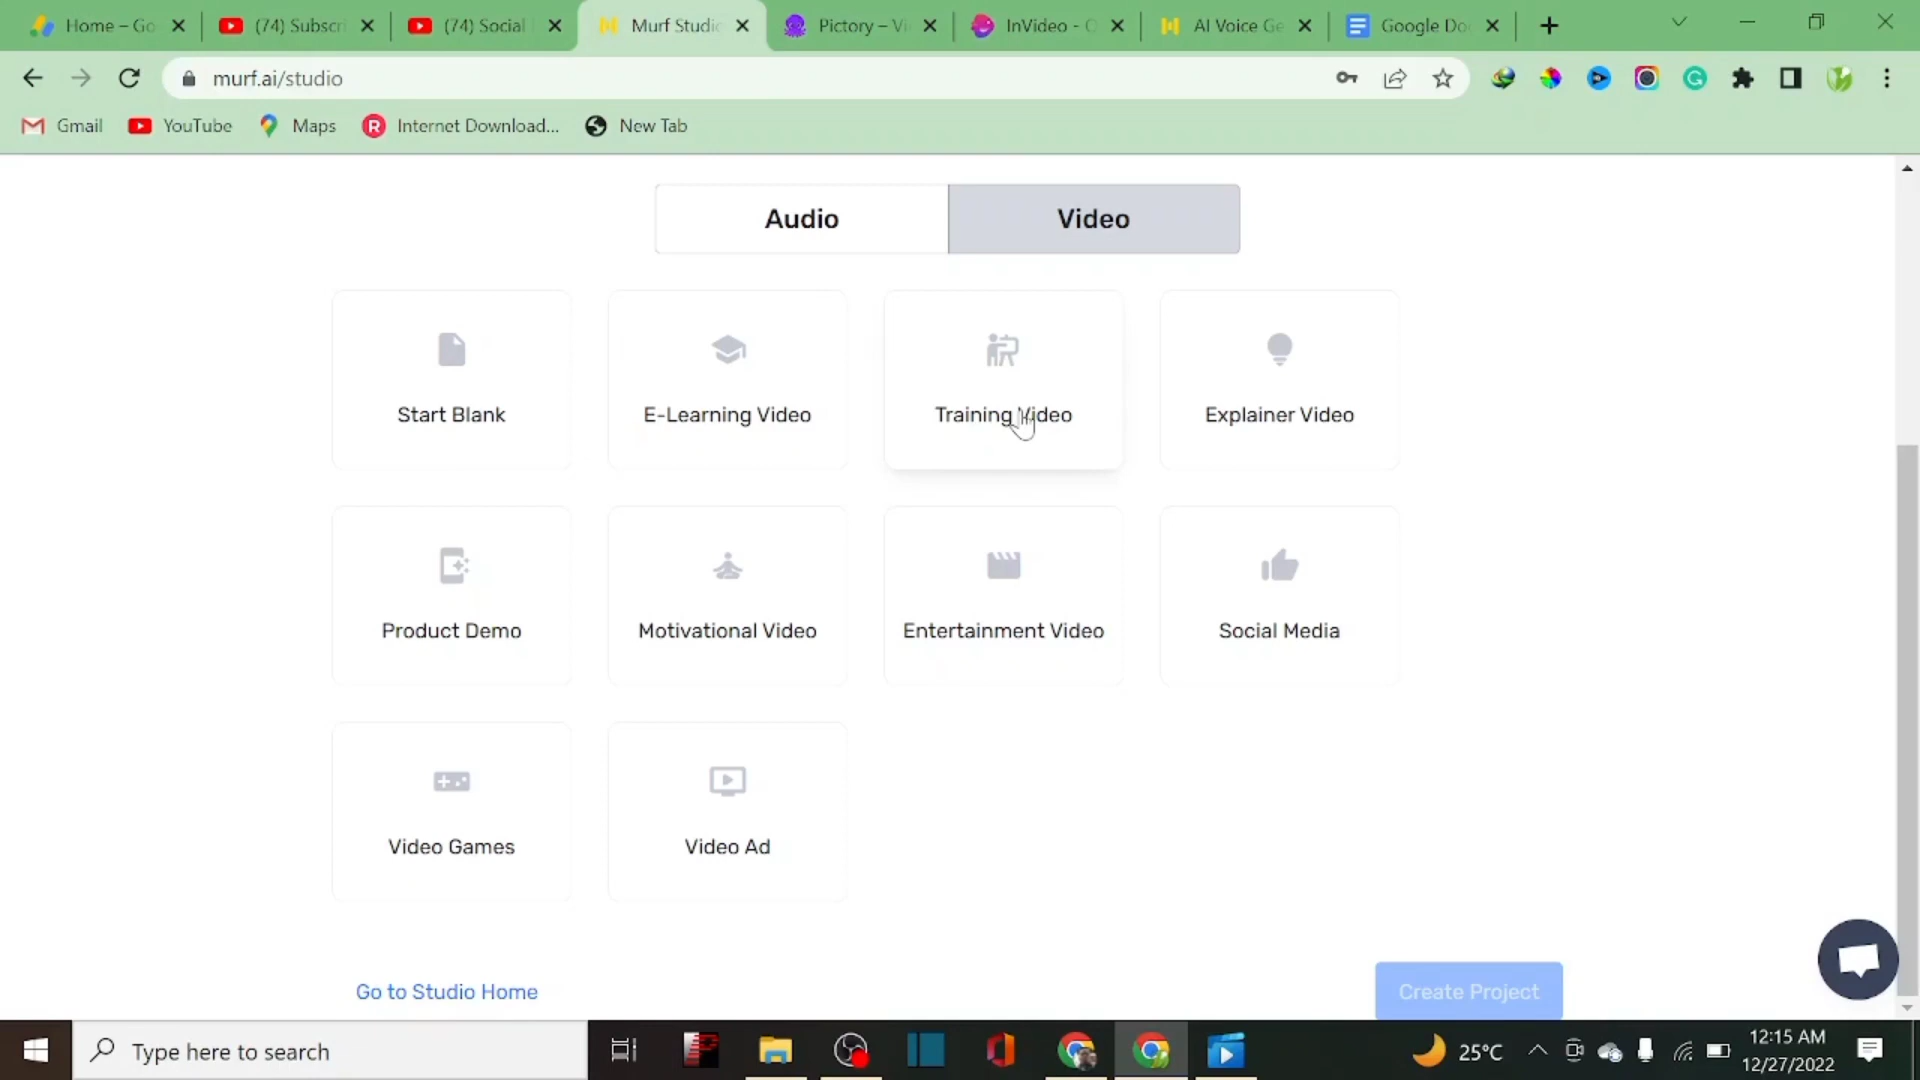 Home – Go
(74) Subscri
(74) Social
Murf Studio
Pictory – Vi
InVideo - O
AI Voice Ge
Google Do
murf.ai/studio
Gmail
YouTube
Maps
Internet Download...
New Tab
Audio
Video
Start Blank
E-Learning Video
Training Video
Explainer Video
Product Demo
Motivational Video
Entertainment Video
Social Media
Video Games
Video Ad
Go to Studio Home
Create Project
Type here to search
25°C
12:15 AM
12/27/2022